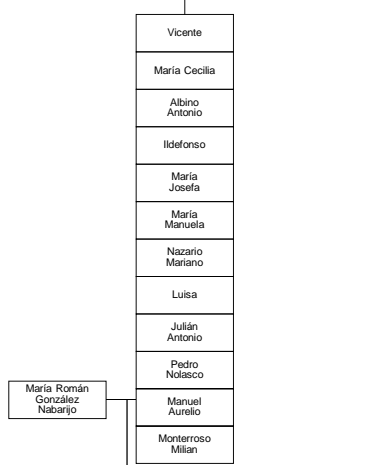 Vicente
María Cecilia
Albino
Antonio
Ildefonso
María
Josefa
María
Manuela
Nazario
Mariano
Luisa
Julián
Antonio
Pedro
Nolasco
María Román
González
Nabarijo
Manuel
Aurelio
Monterroso
Milian